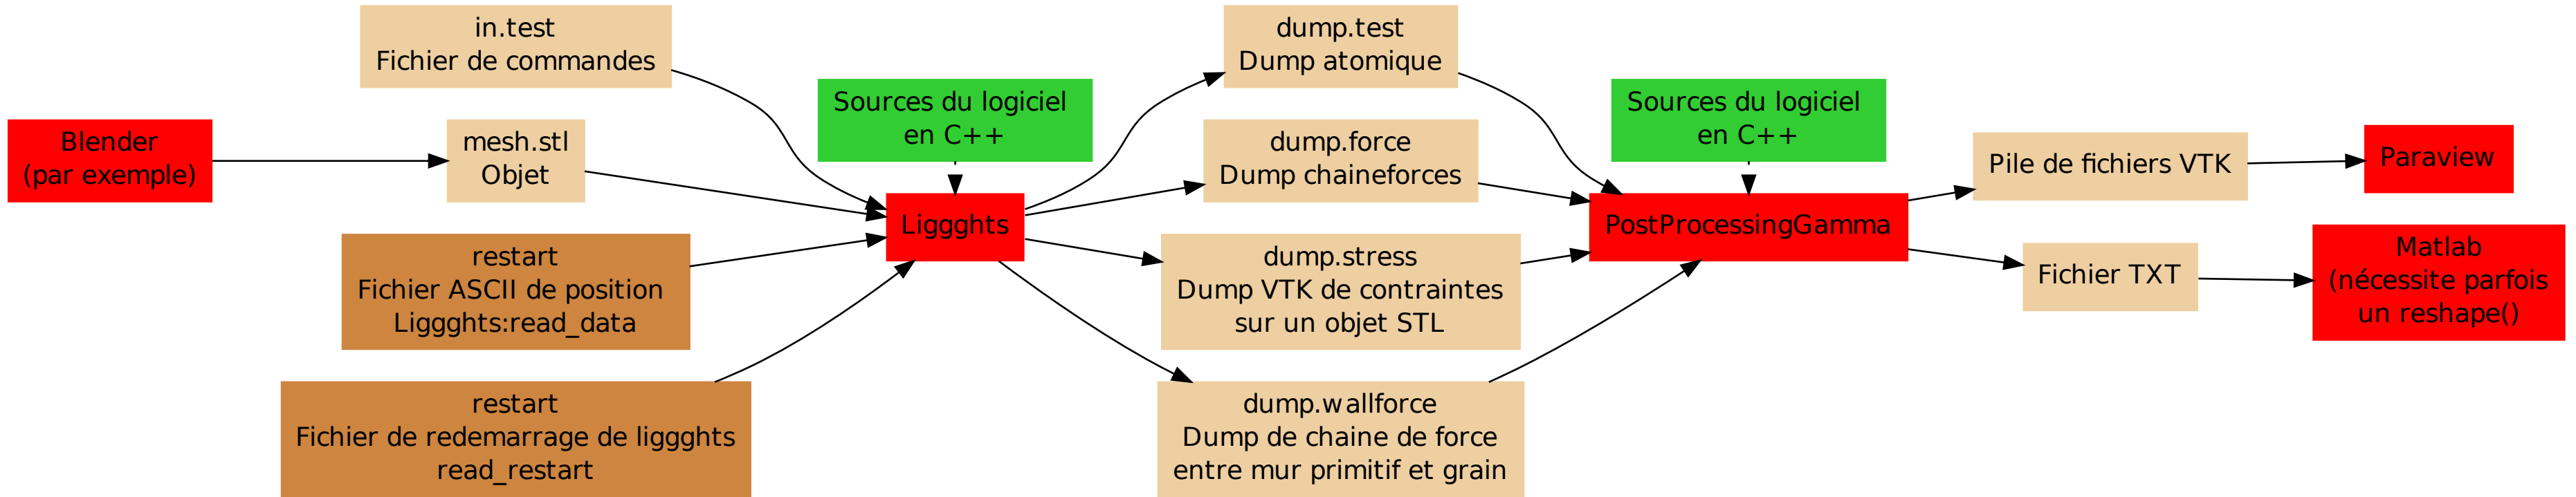 Blender
(par exemple)
in.test
Fichier de commandes
mesh.stl
Objet
restart
Fichier ASCII de position
Liggghts:read_data
restart
Fichier de redemarrage de liggghts
read_restart
Sources du logiciel
en C++
Liggghts
dump.test
Dump atomique
dump.force
Dump chaineforces
dump.stress
Dump VTK de contraintes
sur un objet STL
dump.wallforce
Dump de chaine de force
entre mur primitif et grain
Sources du logiciel
en C++
PostProcessingGamma
Pile de fichiers VTK
Fichier TXT
Paraview
Matlab
(nécessite parfois
un reshape()